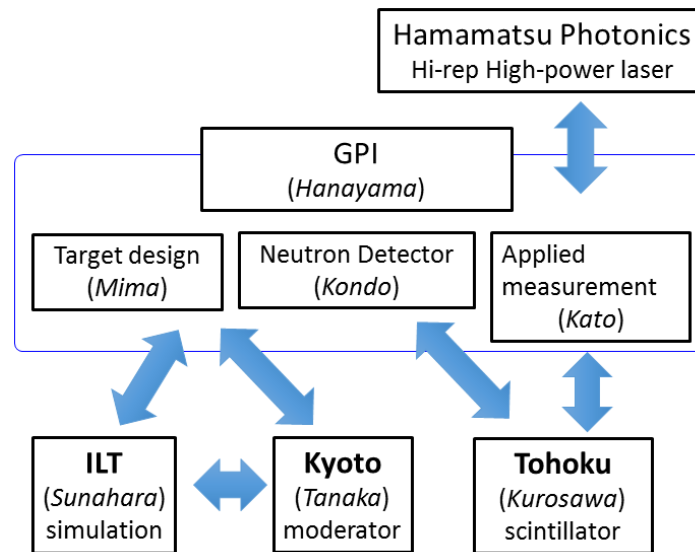 Hamamatsu Photonics
Hi-rep High-power laser
GPI
(Hanayama)
Target design
(Mima)
Neutron Detector
(Kondo)
Applied
measurement
(Kato)
ILT
(Sunahara)
simulation
Kyoto
(Tanaka)
moderator
Tohoku
(Kurosawa)
scintillator